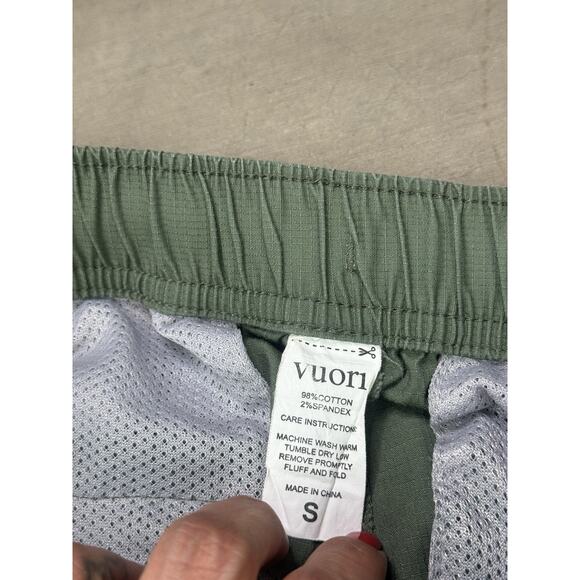 vuori
98%COTTON
2%SPANDEX
CARE INSTRUCTIONS
MACHINE WASH WARM
TUMBLE DRY LOW
REMOVE PROMPTLY
FLUFF AND FOLD
MADE IN CHINA
S